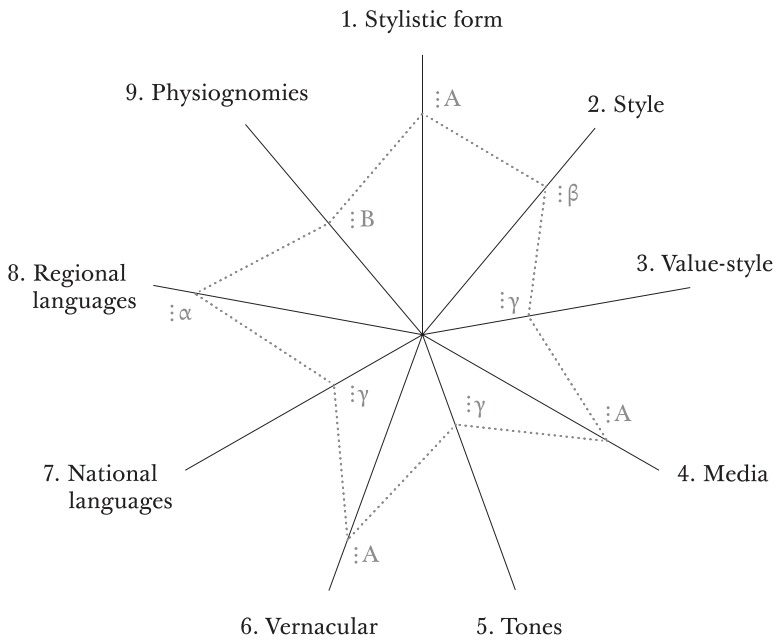 1. Stylistic form
9. Physiognomies
⋮A
2. Style
⋮β
⋮B
3. Value-style
8. Regional
languages
⋮γ
⋮α
⋮γ
⋮γ
⋮A
7. National
languages
4. Media
⋮A
6. Vernacular
5. Tones